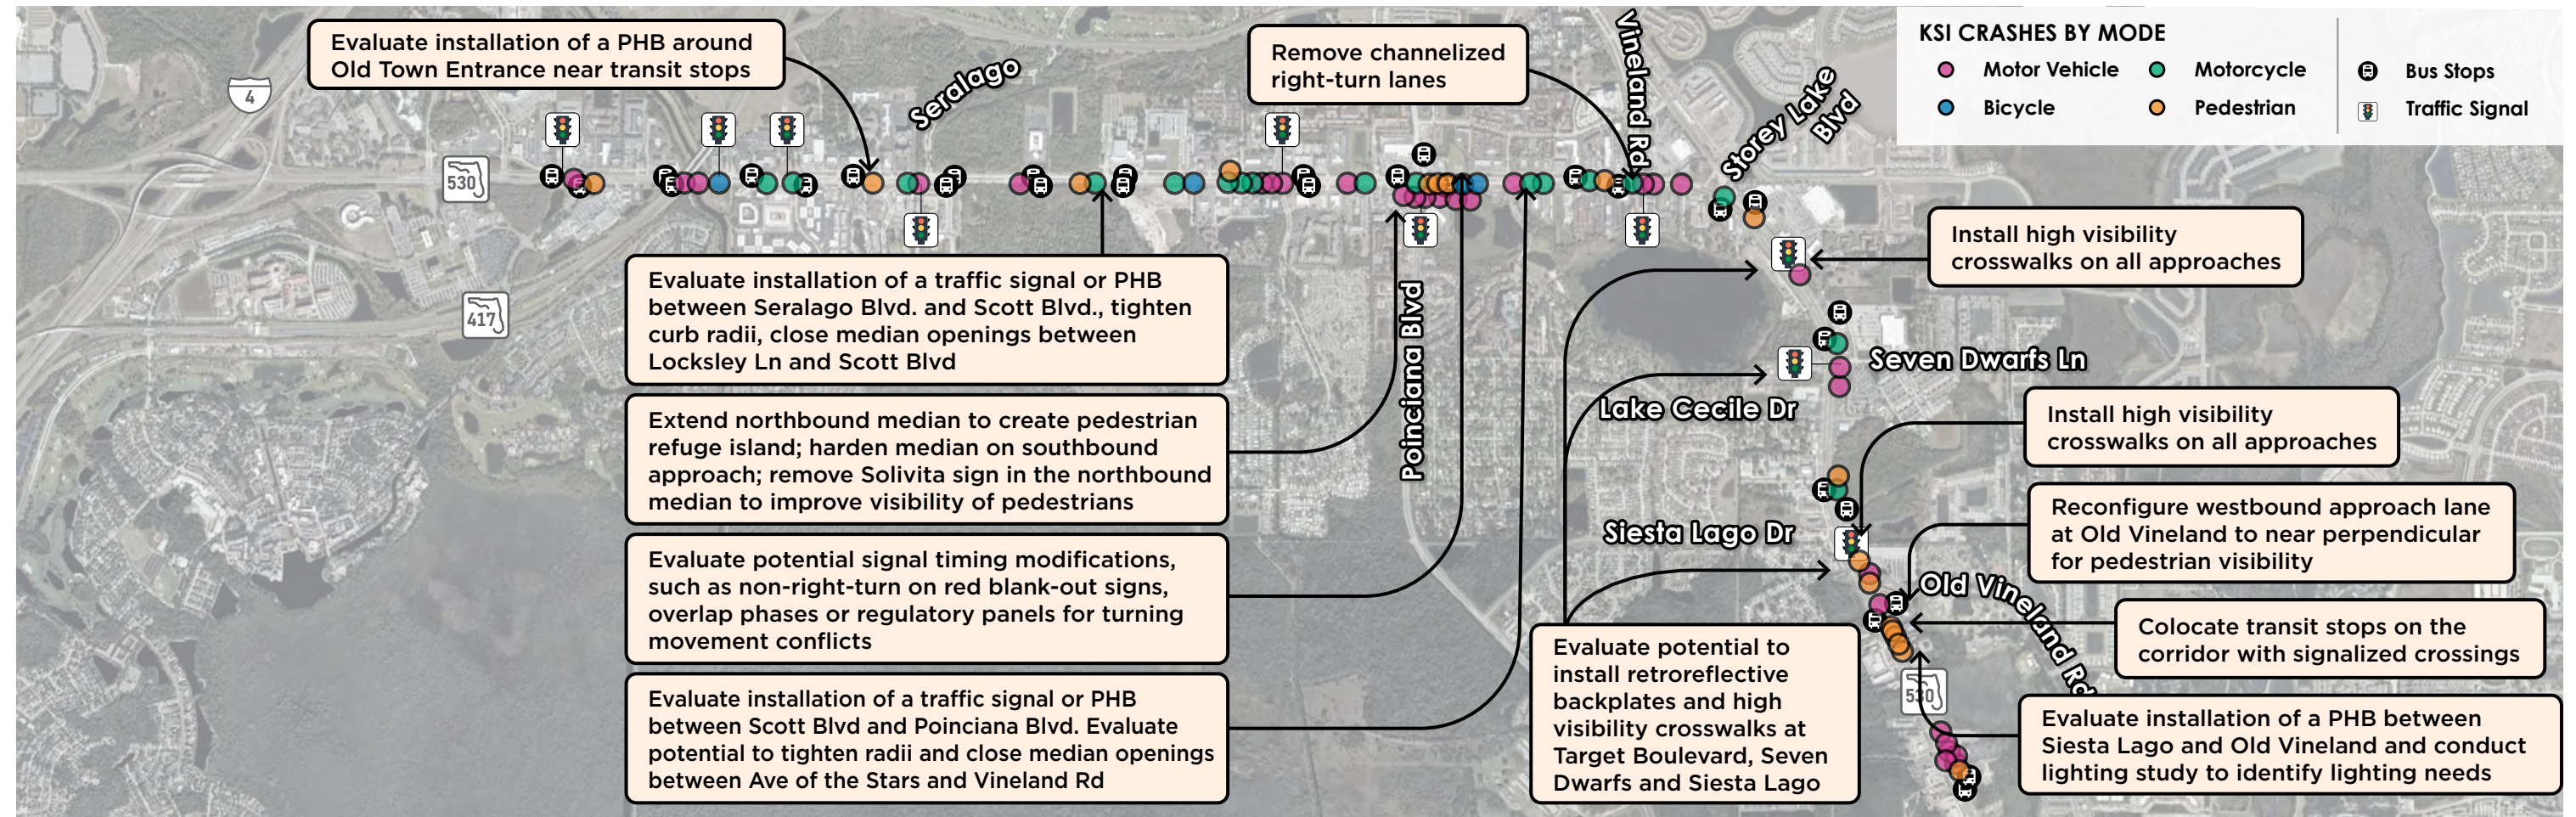 Evaluate installation of a PHB around
Old Town Entrance near transit stops
Seralago
Remove channelized
right-turn lanes
Vineland Rd
Storey Lake
Blvd
KSI CRASHES BY MODE
Motor Vehicle
Motorcycle
Bicycle
Pedestrian
Bus Stops
Traffic Signal
4
530
417
Evaluate installation of a traffic signal or PHB
between Seralago Blvd. and Scott Blvd., tighten
curb radii, close median openings between
Locksley Ln and Scott Blvd
Extend northbound median to create pedestrian
refuge island; harden median on southbound
approach; remove Solivita sign in the northbound
median to improve visibility of pedestrians
Evaluate potential signal timing modifications,
such as non-right-turn on red blank-out signs,
overlap phases or regulatory panels for turning
movement conflicts
Evaluate installation of a traffic signal or PHB
between Scott Blvd and Poinciana Blvd. Evaluate
potential to tighten radii and close median openings
between Ave of the Stars and Vineland Rd
Poinciana Blvd
Install high visibility
crosswalks on all approaches
Seven Dwarfs Ln
Lake Cecile Dr
Install high visibility
crosswalks on all approaches
Siesta Lago Dr
Reconfigure westbound approach lane
at Old Vineland to near perpendicular
for pedestrian visibility
Old Vineland Rd
Colocate transit stops on the
corridor with signalized crossings
530
Evaluate potential to
install retroreflective
backplates and high
visibility crosswalks at
Target Boulevard, Seven
Dwarfs and Siesta Lago
Evaluate installation of a PHB between
Siesta Lago and Old Vineland and conduct
lighting study to identify lighting needs